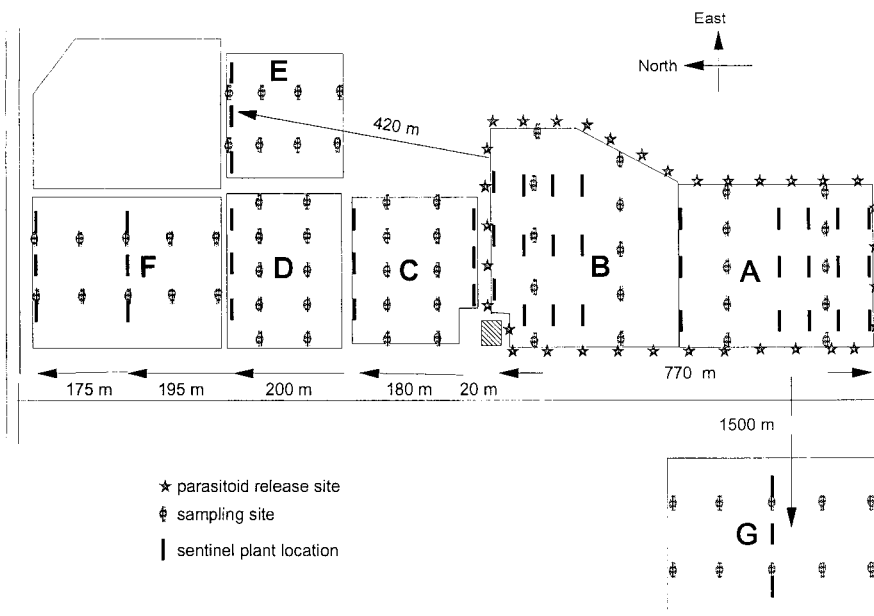 East
North
E
420 m
F
D
C
B
A
175 m
195 m
200 m
180 m
20 m
770 m
1500 m
parasitoid release site
sampling site
sentinel plant location
G